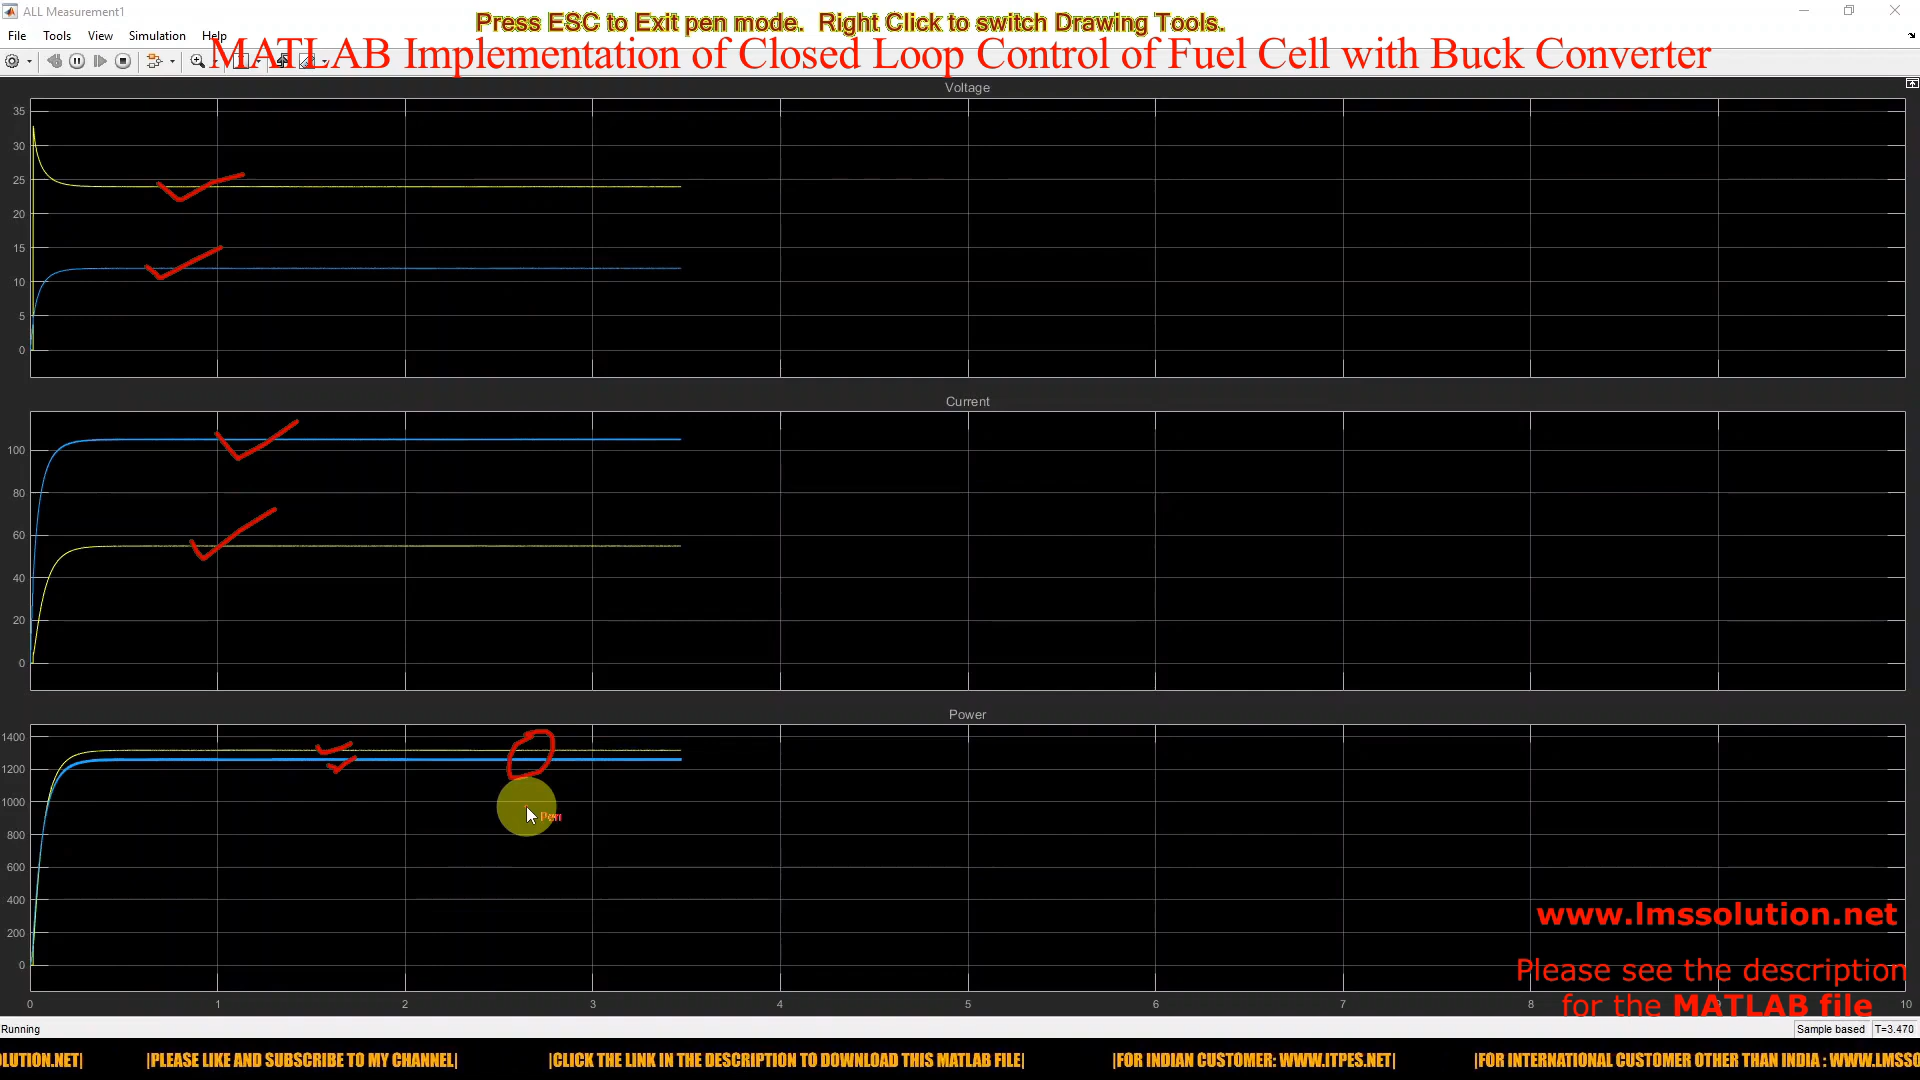 ALL Measurement1
Press ESC to Exit pen mode. Right Click to switch Drawing Tools.
File Tools View Simulation Help
MATLAB Implementation of Closed Loop Control of Fuel Cell with Buck Converter
Voltage
35
30
25
20
15
10
5
0
Current
100
80
60
40
20
0
Power
1400
1200
1000
800
600
400
200
0
Pen
www.lmssolution.net
Please see the description
for the MATLAB file
0 1 2 3 4 5 6 7 8 9 10
Running
Sample based T=3.470
OLUTION.NET| |PLEASE LIKE AND SUBSCRIBE TO MY CHANNEL| |CLICK THE LINK IN THE DESCRIPTION TO DOWNLOAD THIS MATLAB FILE| |FOR INDIAN CUSTOMER: WWW.ITPES.NET| |FOR INTERNATIONAL CUSTOMER OTHER THAN INDIA : WWW.LMSSO